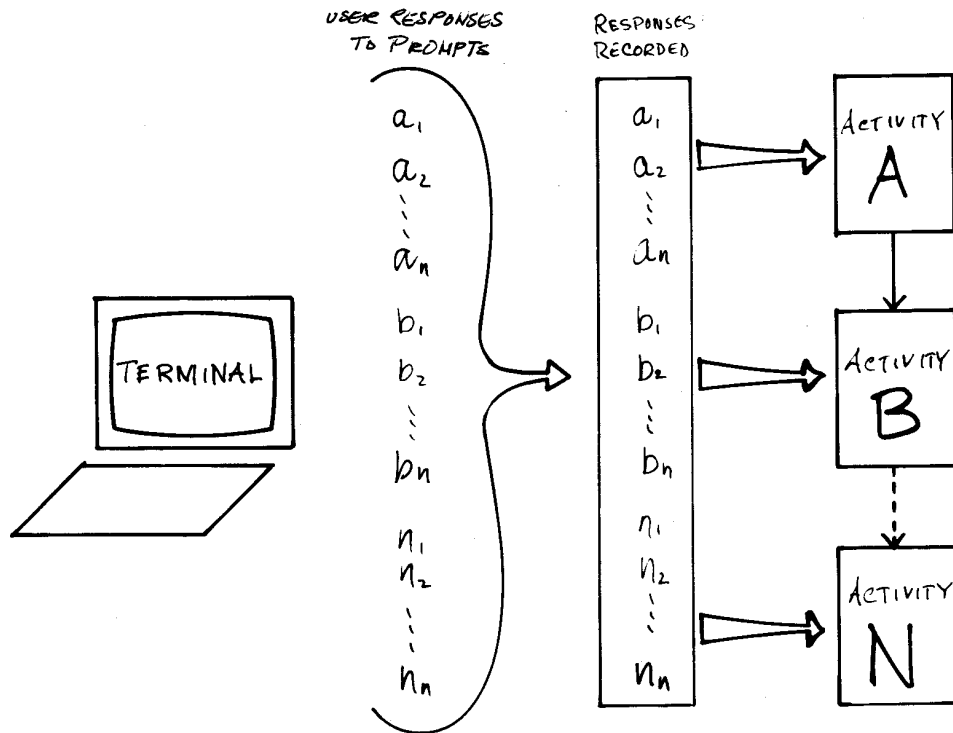 USER RESPONSES
TO PROMPTS
a₁
a₂
aₙ
b₁
b₂
bₙ
n₁
n₂
nₙ
TERMINAL
RESPONSES
RECORDED
a₁
a₂
aₙ
b₁
b₂
bₙ
n₁
n₂
nₙ
ACTIVITY
A
ACTIVITY
B
ACTIVITY
N